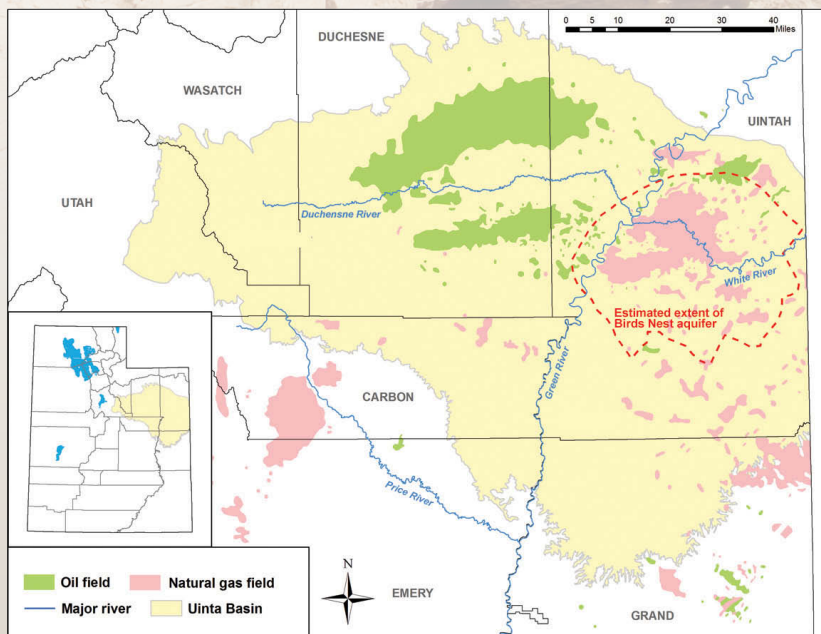 DUCHESNE
0 5 10 20 30 40
Miles
WASATCH
UINTAH
UTAH
Duchensne River
White River
Estimated extent of
Birds Nest aquifer
Green River
CARBON
Price River
Oil field
Natural gas field
Major river
Uinta Basin
N
EMERY
GRAND